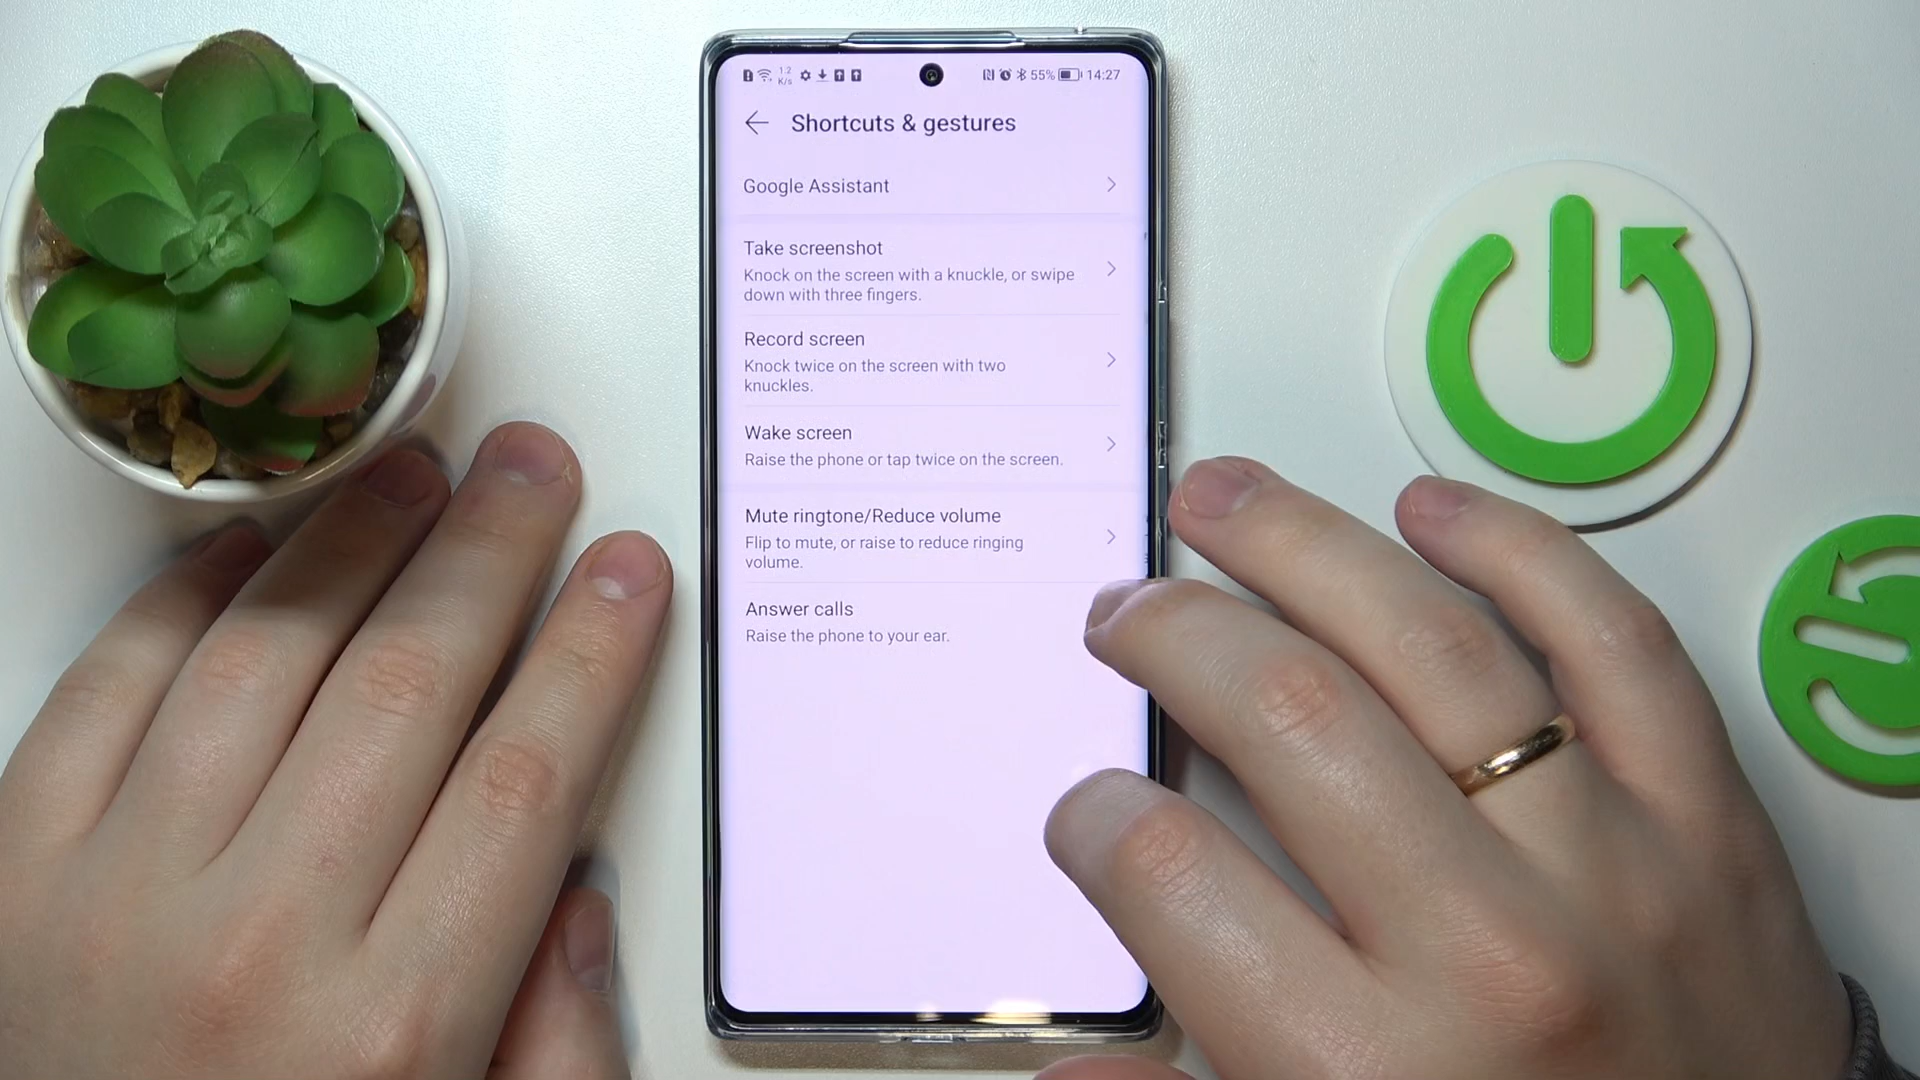 1.2 K/s 55% 14:27
Shortcuts & gestures
Google Assistant
Take screenshot
Knock on the screen with a knuckle, or swipe
down with three fingers.
Record screen
Knock twice on the screen with two
knuckles.
Wake screen
Raise the phone or tap twice on the screen.
Mute ringtone/Reduce volume
Flip to mute, or raise to reduce ringing
volume.
Answer calls
Raise the phone to your ear.